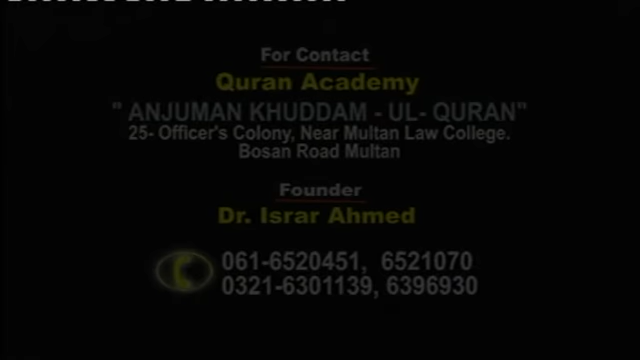 For Contact
Quran Academy
" ANJUMAN KHUDDAM - UL- QURAN"
25- Officer's Colony, Near Multan Law College.
Bosan Road Multan
Founder
Dr. Israr Ahmed
061-6520451, 6521070
0321-6301139, 6396930